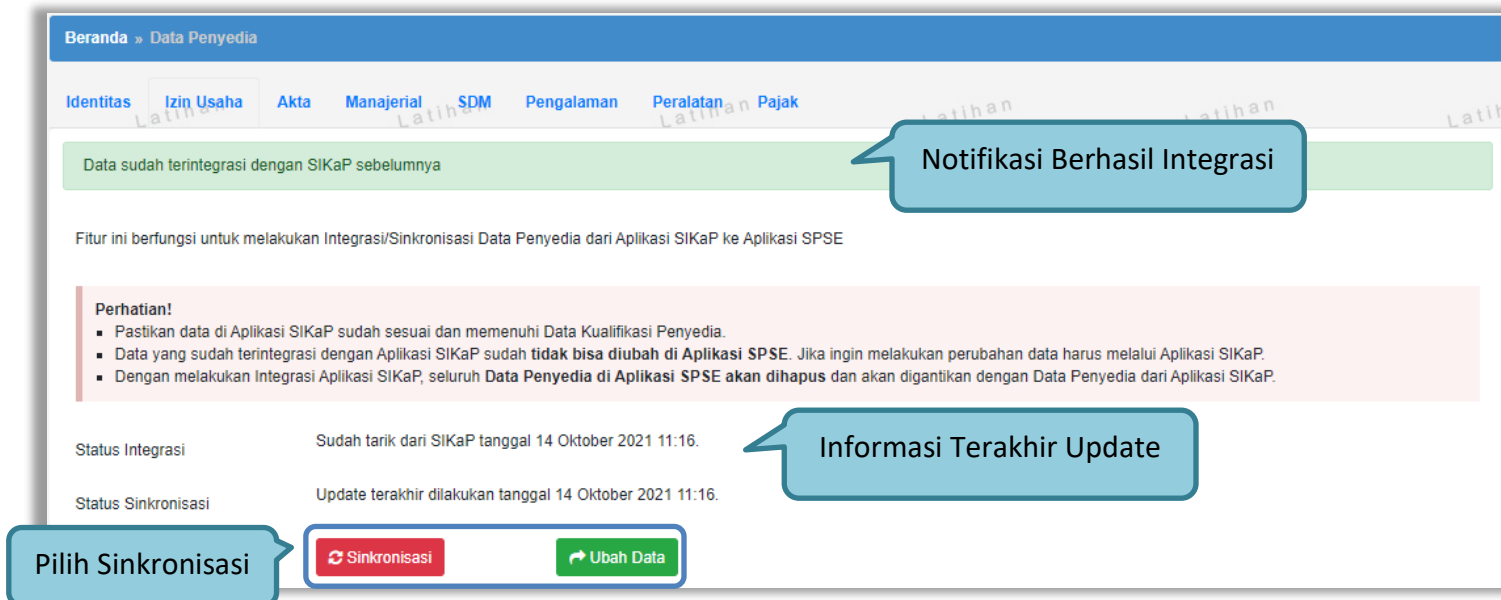 Beranda » Data Penyedia
Identitas Izin Usaha Akta Manajerial SDM Pengalaman Peralatan Pajak
Latihan Latihan Latihan Latihan Latihan
Data sudah terintegrasi dengan SIKaP sebelumnya
Notifikasi Berhasil Integrasi
Fitur ini berfungsi untuk melakukan Integrasi/Sinkronisasi Data Penyedia dari Aplikasi SIKaP ke Aplikasi SPSE
Perhatian!
▪ Pastikan data di Aplikasi SIKaP sudah sesuai dan memenuhi Data Kualifikasi Penyedia.
▪ Data yang sudah terintegrasi dengan Aplikasi SIKaP sudah tidak bisa diubah di Aplikasi SPSE. Jika ingin melakukan perubahan data harus melalui Aplikasi SIKaP.
▪ Dengan melakukan Integrasi Aplikasi SIKaP, seluruh Data Penyedia di Aplikasi SPSE akan dihapus dan akan digantikan dengan Data Penyedia dari Aplikasi SIKaP.
Status Integrasi Sudah tarik dari SIKaP tanggal 14 Oktober 2021 11:16.
Informasi Terakhir Update
Status Sinkronisasi Update terakhir dilakukan tanggal 14 Oktober 2021 11:16.
Pilih Sinkronisasi
Sinkronisasi Ubah Data